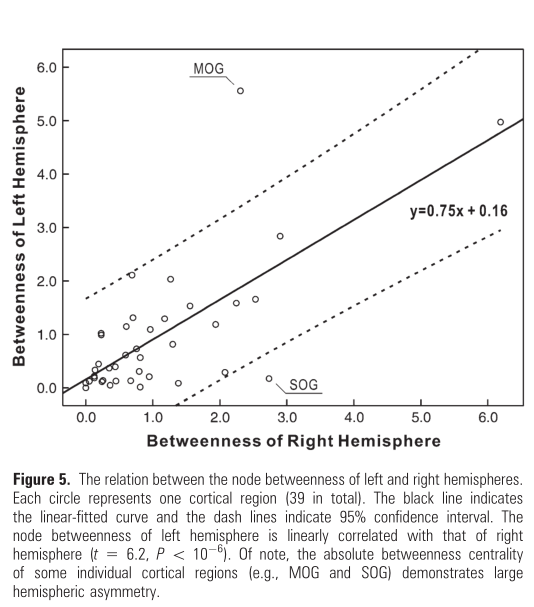 6.0
MOG
5.0
4.0
y=0.75x + 0.16
3.0
2.0
1.0
0.0
SOG
Betweenness of Left Hemisphere
0.0 1.0 2.0 3.0 4.0 5.0 6.0
Betweenness of Right Hemisphere
Figure 5. The relation between the node betweenness of left and right hemispheres.
Each circle represents one cortical region (39 in total). The black line indicates
the linear-fitted curve and the dash lines indicate 95% confidence interval. The
node betweenness of left hemisphere is linearly correlated with that of right
hemisphere (t = 6.2, P < 10⁻⁶). Of note, the absolute betweenness centrality
of some individual cortical regions (e.g., MOG and SOG) demonstrates large
hemispheric asymmetry.